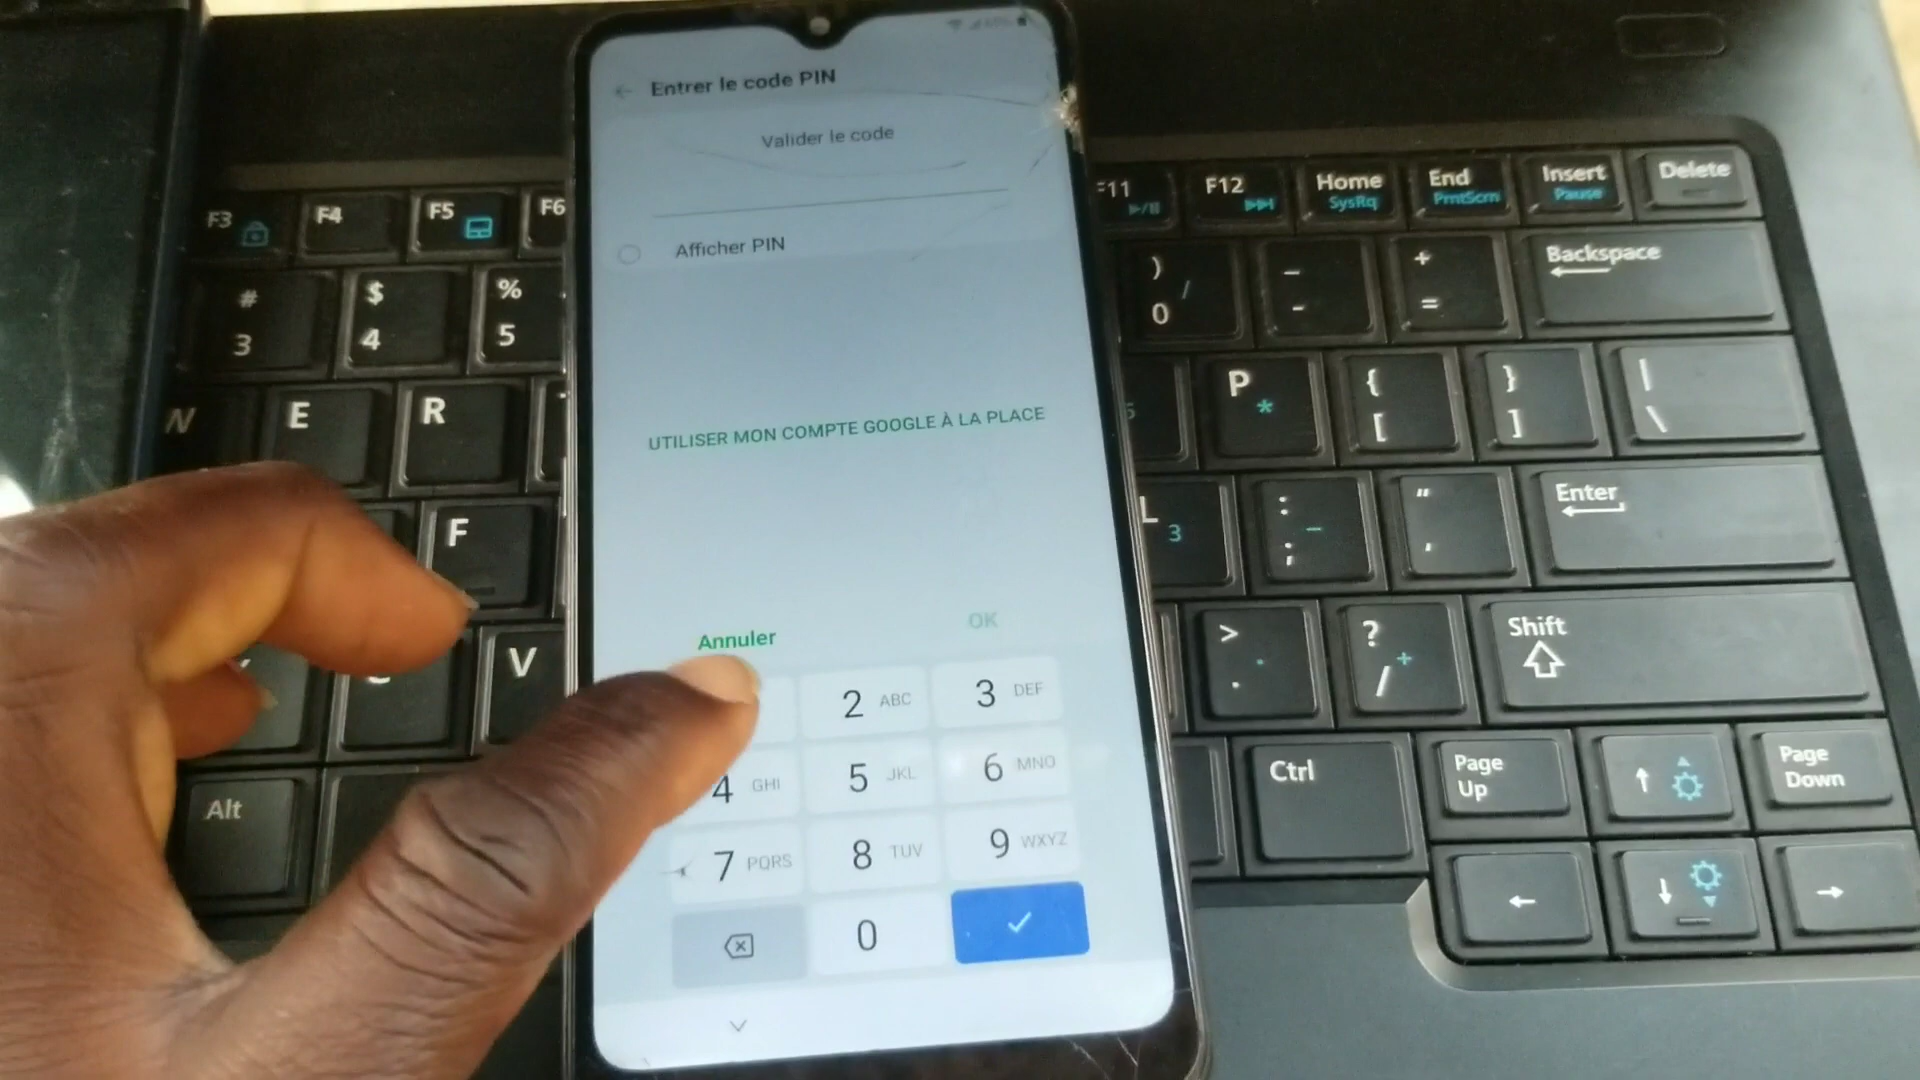 Entrer le code PIN
Valider le code
Afficher PIN
UTILISER MON COMPTE GOOGLE À LA PLACE
Annuler
OK
2 ABC
3 DEF
4 GHI
5 JKL
6 MNO
7 PQRS
8 TUV
9 WXYZ
0
F3
F4
F5
F6
F11
F12
Home
SysRq
End
PrntScrn
Insert
Pause
Delete
#
3
$
4
%
5
)
/
0
_
-
+
=
Backspace
E
R
P
*
{
[
}
]
|
\
F
L
3
:
;
-
"
'
Enter
V
>
.
?
/
+
Shift
Alt
Ctrl
Page
Up
Page
Down